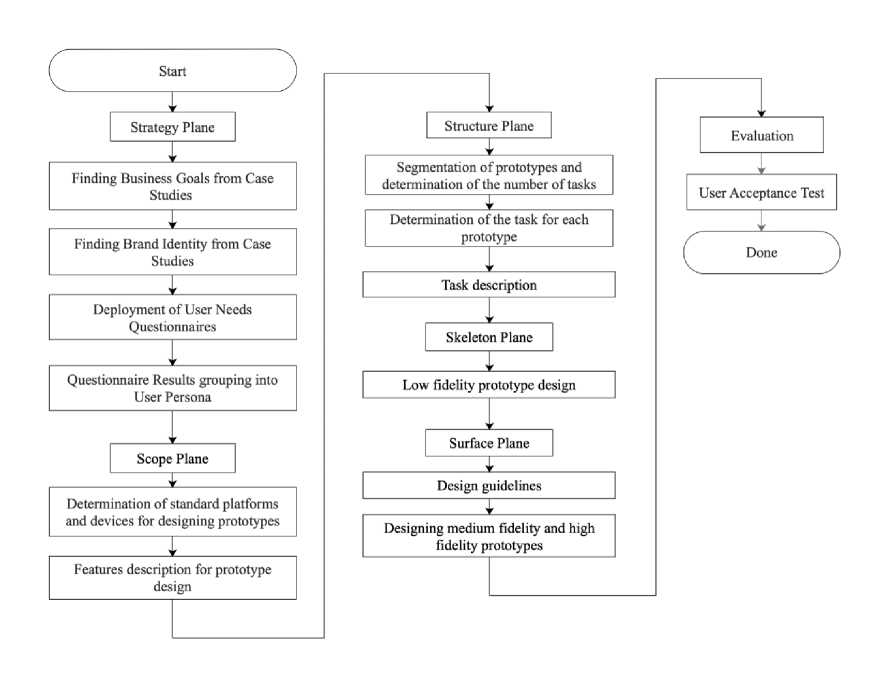 Start
Strategy Plane
Finding Business Goals from Case
Studies
Finding Brand Identity from Case
Studies
Deployment of User Needs
Questionnaires
Questionnaire Results grouping into
User Persona
Scope Plane
Determination of standard platforms
and devices for designing prototypes
Features description for prototype
design
Structure Plane
Segmentation of prototypes and
determination of the number of tasks
Determination of the task for each
prototype
Task description
Skeleton Plane
Low fidelity prototype design
Surface Plane
Design guidelines
Designing medium fidelity and high
fidelity prototypes
Evaluation
User Acceptance Test
Done